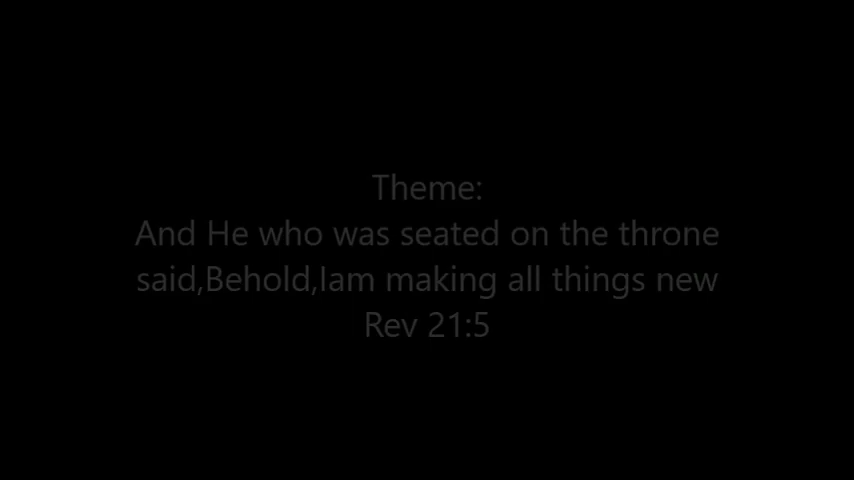 Theme:
And He who was seated on the throne
said,Behold,Iam making all things new
Rev 21:5